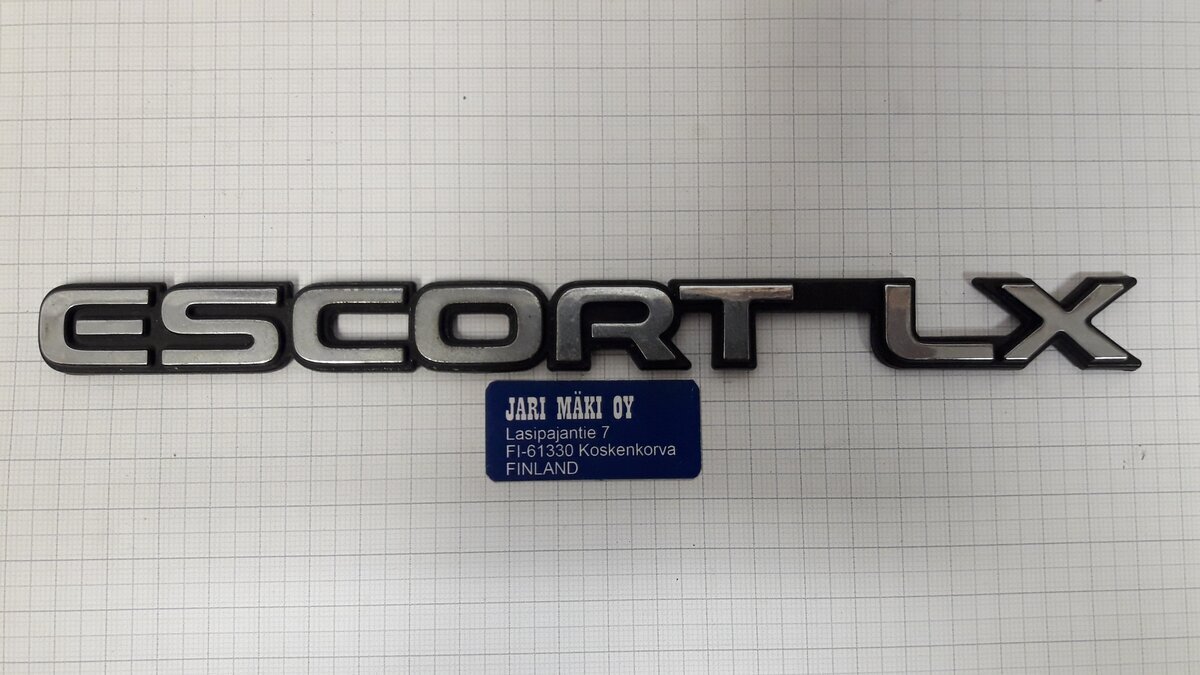 ESCORT LX
JARI MÄKI OY
Lasipajantie 7
FI-61330 Koskenkorva
FINLAND